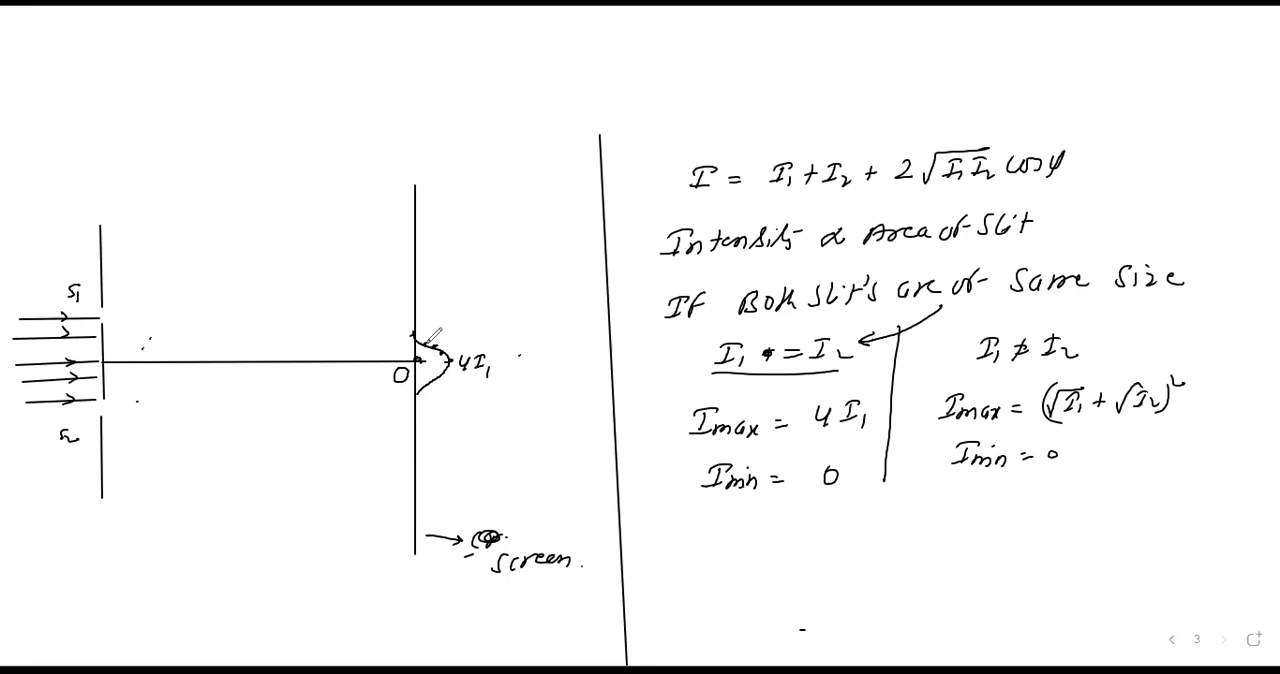 S1
S2
O
4I₁
screen.
I = I₁ + I₂ + 2√I₁I₂ cosφ
Intensity ∝ Area of Slit
If Both Slit's are of Same Size
I₁ = I₂
Imax = 4I₁
Imin = 0
I₁ ≠ I₂
Imax = (√I₁ + √I₂)²
Imin = 0
3